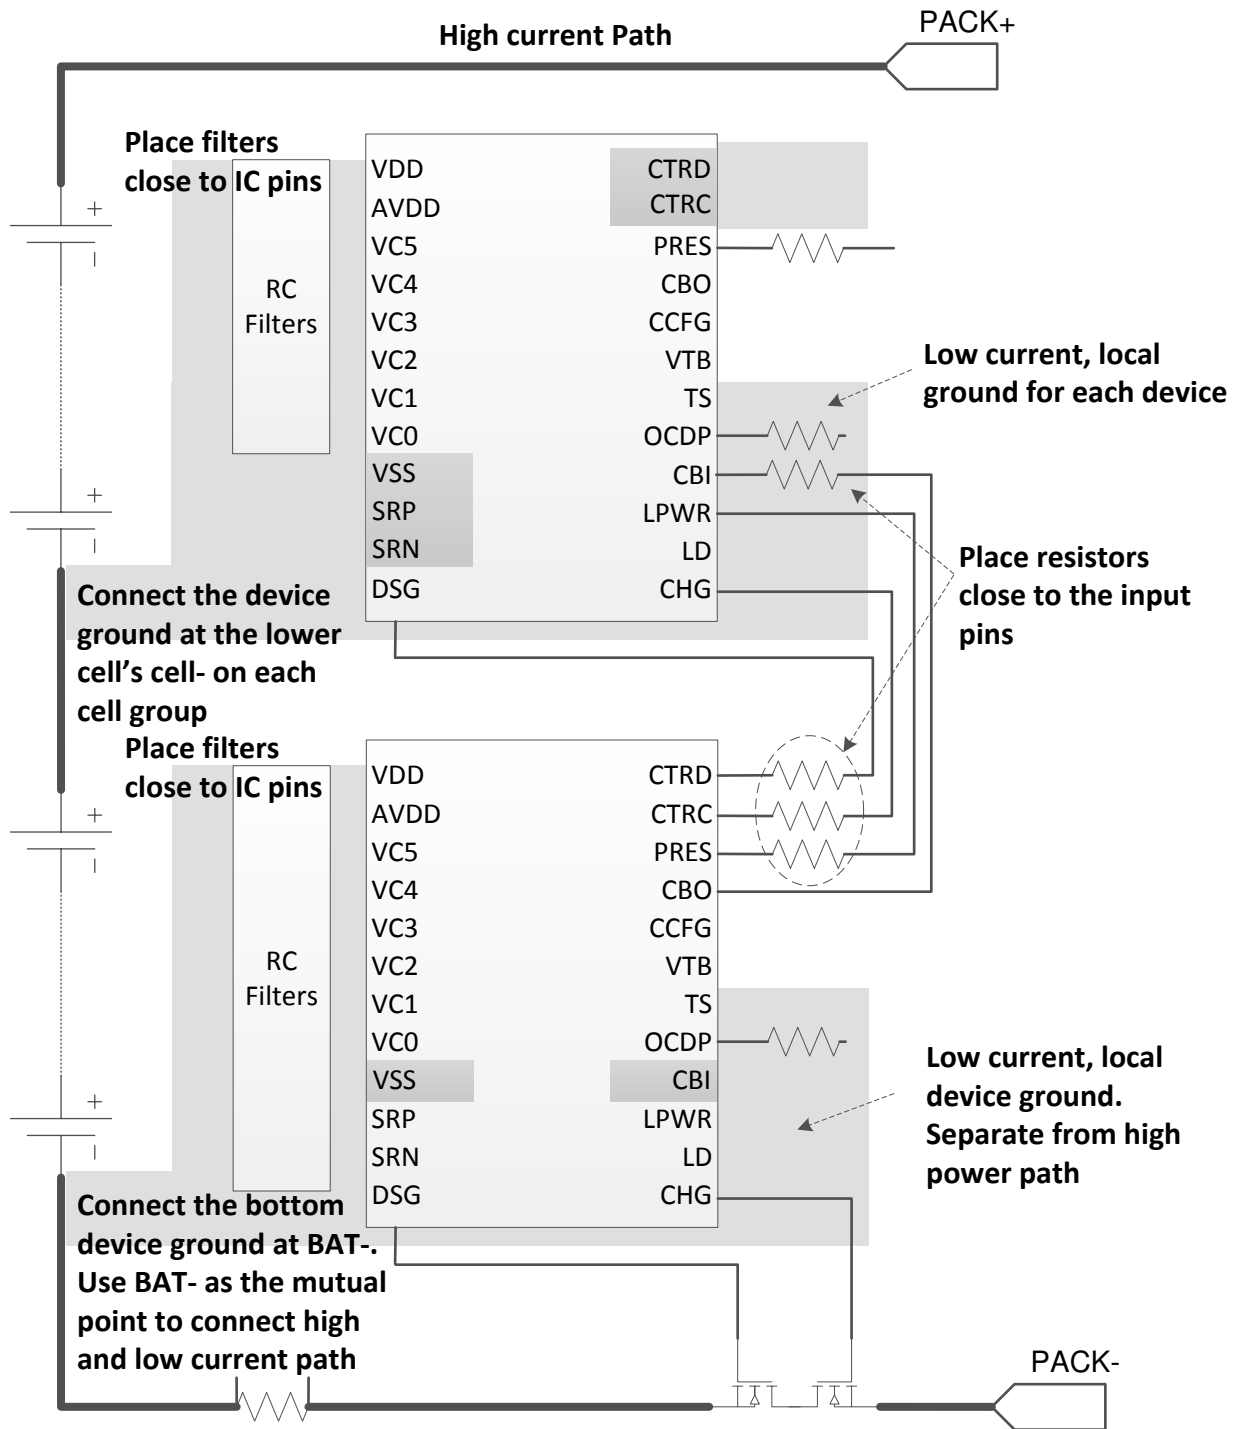 PACK+
High current Path
Place filters
close to IC pins
RC
Filters
VDD
AVDD
VC5
VC4
VC3
VC2
VC1
VC0
VSS
SRP
SRN
DSG
CTRD
CTRC
PRES
CBO
CCFG
VTB
TS
OCDP
CBI
LPWR
LD
CHG
+
+
Low current, local
ground for each device
Place resistors
close to the input
pins
Connect the device
ground at the lower
cell's cell- on each
cell group
Place filters
close to IC pins
RC
Filters
VDD
AVDD
VC5
VC4
VC3
VC2
VC1
VC0
VSS
SRP
SRN
DSG
CTRD
CTRC
PRES
CBO
CCFG
VTB
TS
OCDP
CBI
LPWR
LD
CHG
+
+
Low current, local
device ground.
Separate from high
power path
Connect the bottom
device ground at BAT-.
Use BAT- as the mutual
point to connect high
and low current path
PACK-